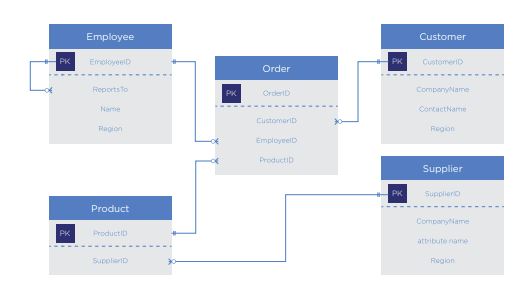 Employee
PK EmployeeID
ReportsTo
Name
Region
Order
PK OrderID
CustomerID
EmployeeID
ProductID
Customer
PK CustomerID
CompanyName
ContactName
Region
Product
PK ProductID
SupplierID
Supplier
PK SupplierID
CompanyName
attribute name
Region